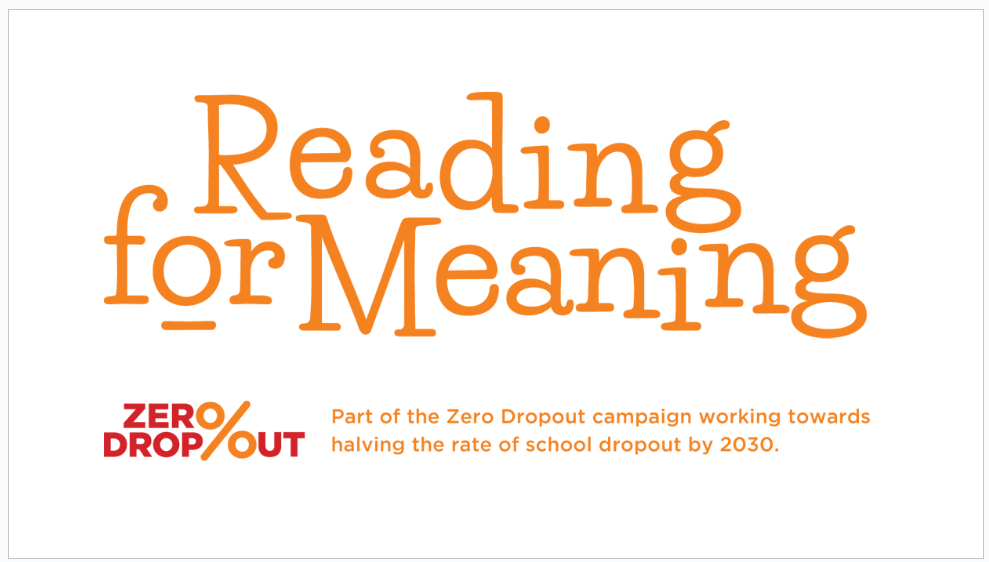 Reading
for Meaning
ZERO
DROPOUT
Part of the Zero Dropout campaign working towards
halving the rate of school dropout by 2030.